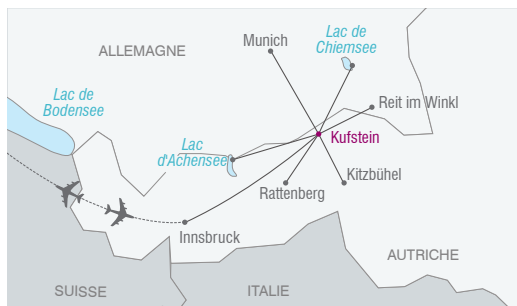 Munich
Lac de
Chiemsee
ALLEMAGNE
Lac de
Bodensee
Reit im Winkl
Kufstein
Lac
d'Achensee
Kitzbühel
Rattenberg
Innsbruck
AUTRICHE
SUISSE
ITALIE